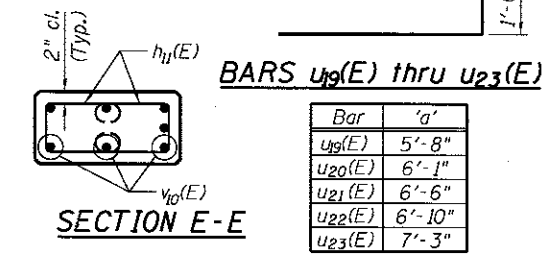 2" cl.
(Typ.)
h11(E)
v10(E)
SECTION E-E
BARS u19(E) thru u23(E)
Bar 'a'
u19(E) 5'-8"
u20(E) 6'-1"
u21(E) 6'-6"
u22(E) 6'-10"
u23(E) 7'-3"